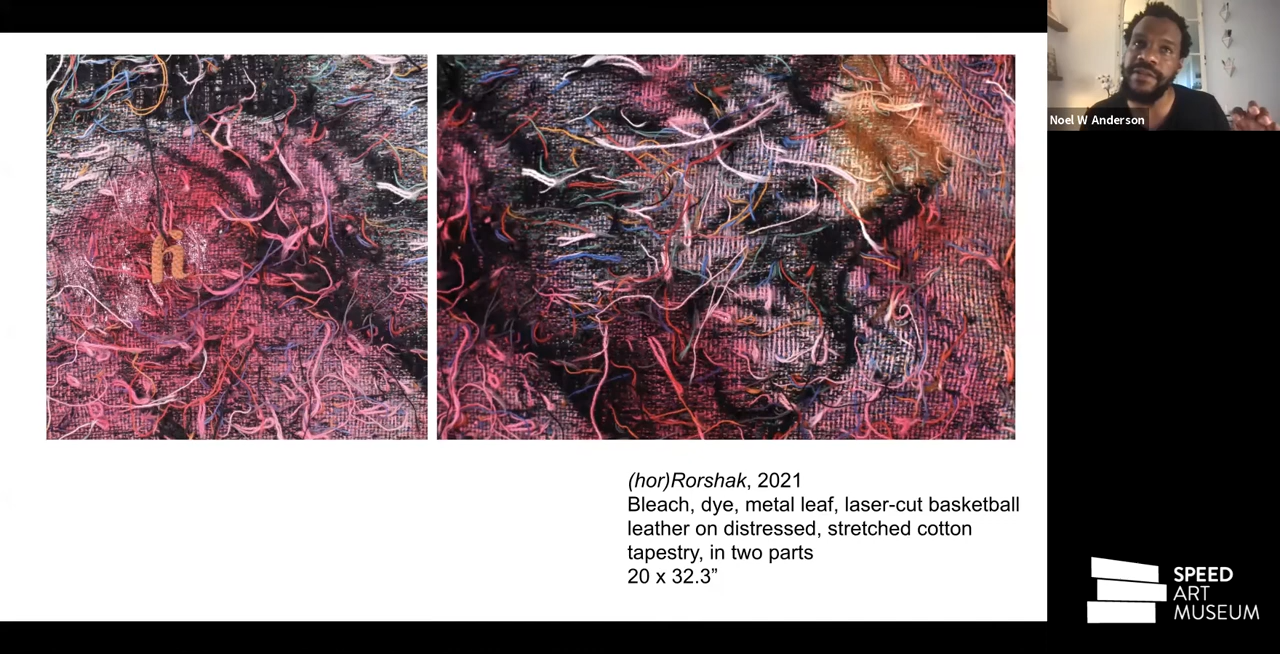 Noel W Anderson
h
(hor)Rorshak, 2021
Bleach, dye, metal leaf, laser-cut basketball
leather on distressed, stretched cotton
tapestry, in two parts
20 x 32.3”
SPEED
ART
MUSEUM